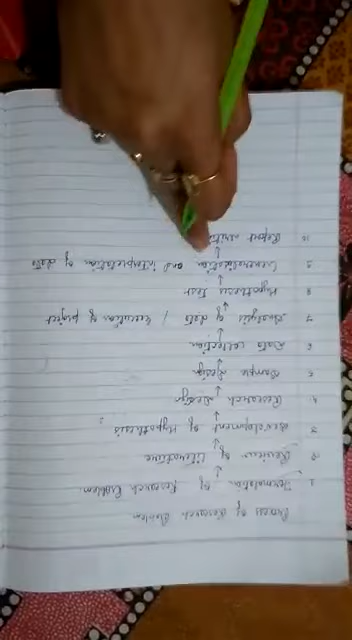 Process of Research Problem
1. Formulation of Research Problem
2. Review of Literature
3. Development of Hypothesis
4. Research Design
5. Sample Design
6. Data collection
7. Analysis of data / Execution of project
8. Hypothesis Test
9. Generalisation and interpretation of data
10. Report writing